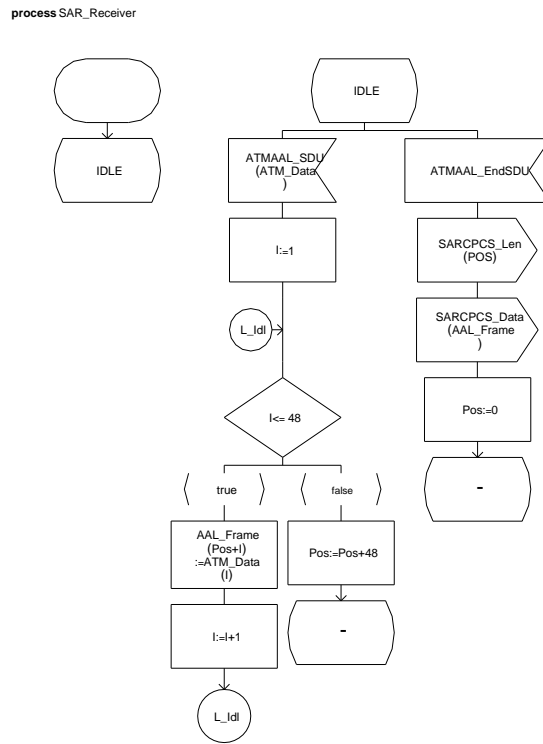 process SAR_Receiver
IDLE
IDLE
ATMAAL_SDU
(ATM_Data
)
ATMAAL_EndSDU
I:=1
SARCPCS_Len
(POS)
L_Idl
SARCPCS_Data
(AAL_Frame
)
I<= 48
Pos:=0
true
false
-
AAL_Frame
(Pos+I)
:=ATM_Data
(I)
Pos:=Pos+48
I:=I+1
-
L_Idl